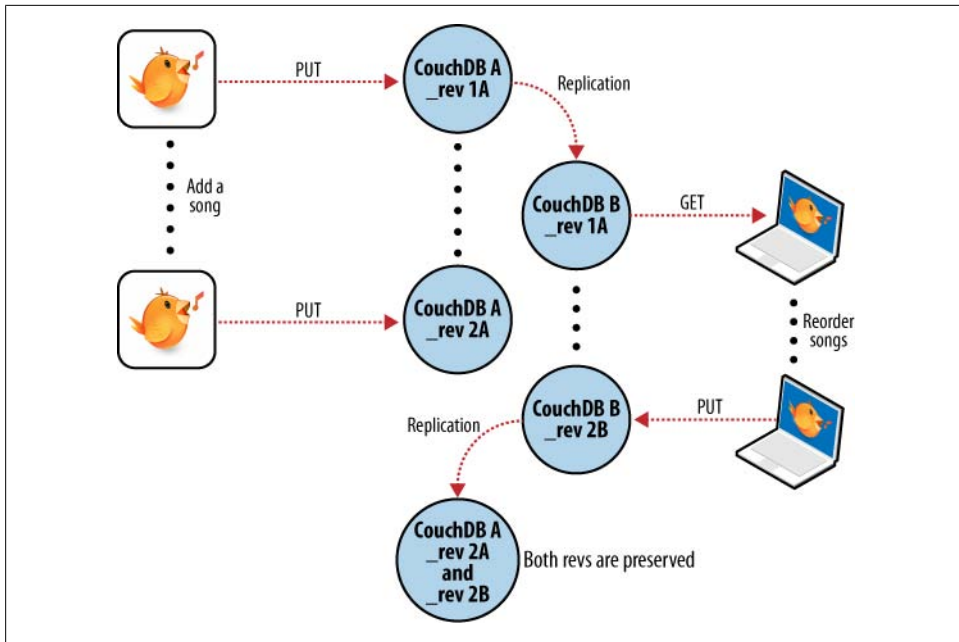 PUT
CouchDB A
_rev 1A
Replication
CouchDB B
_rev 1A
GET
Add a
song
PUT
CouchDB A
_rev 2A
Reorder
songs
CouchDB B
_rev 2B
PUT
Replication
CouchDB A
_rev 2A
and
_rev 2B
Both revs are preserved